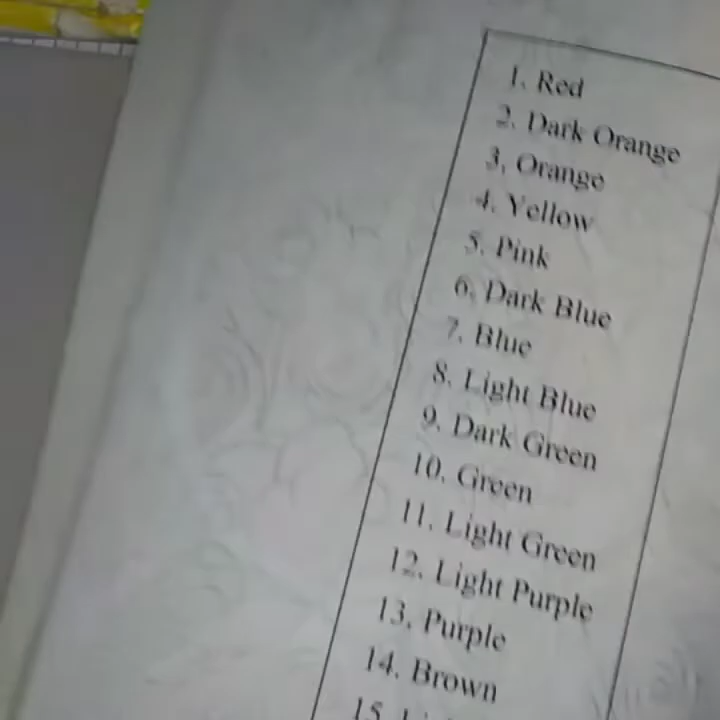 1. Red
2. Dark Orange
3, Orange
4. Yellow
5. Pink
6. Dark Blue
7. Blue
8. Light Blue
9. Dark Green
10. Green
11. Light Green
12. Light Purple
13, Purple
14. Brown
15.